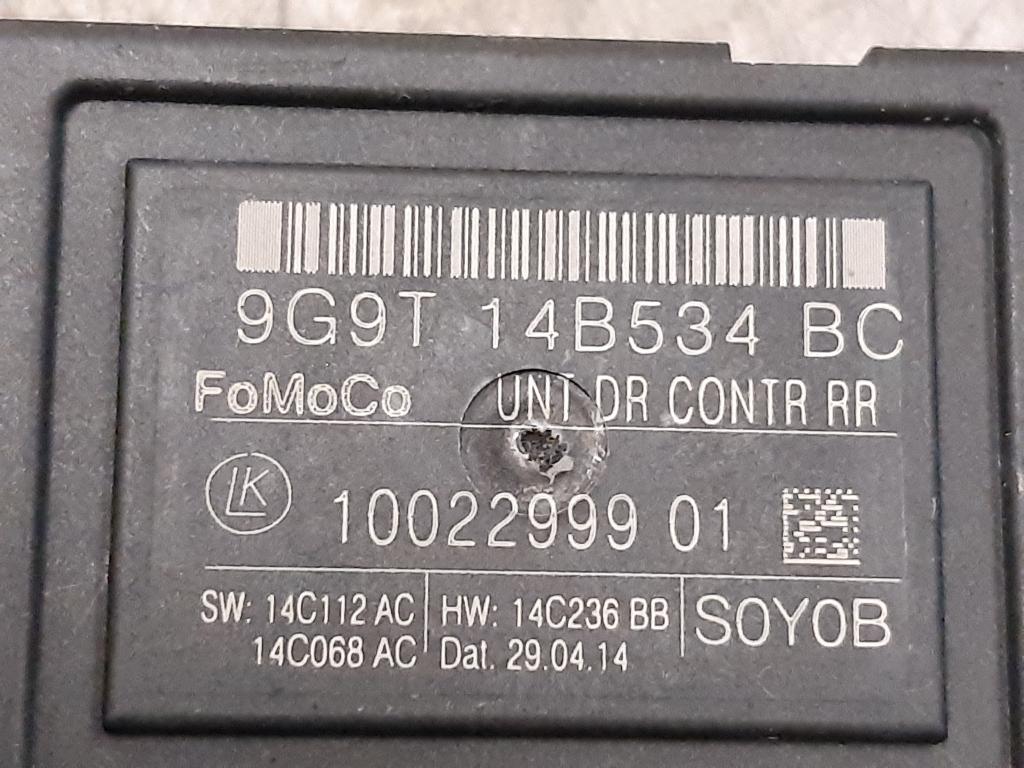 9G9T 14B534 BC
FoMoCo UNT DR CONTR RR
LK 10022999 01
SW: 14C112 AC HW: 14C236 BB S0Y0B
14C068 AC Dat. 29.04.14